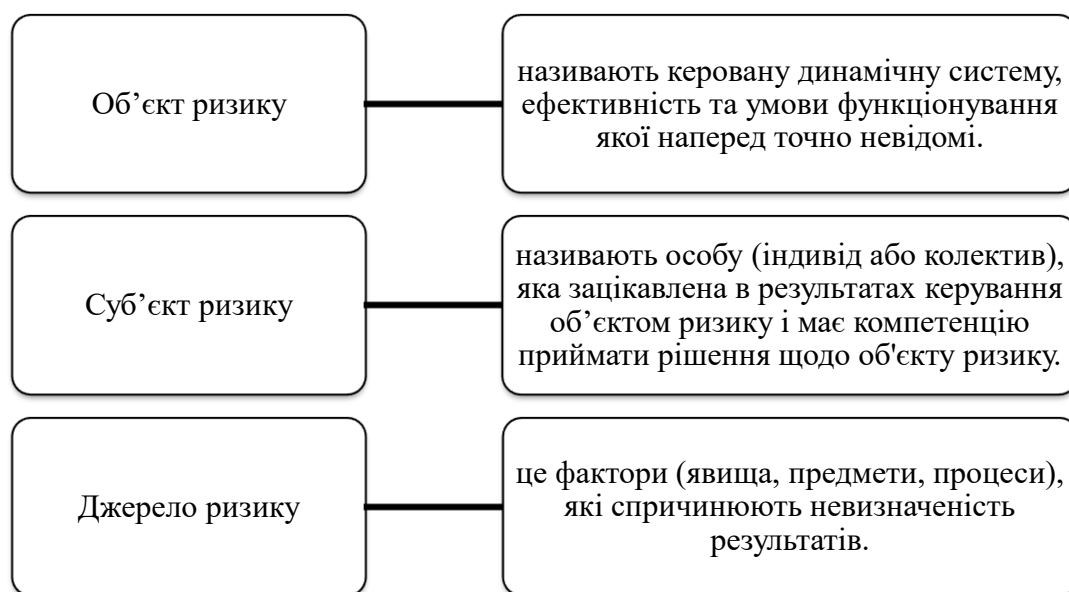 Об’єкт ризику
називають керовану динамічну систему,
ефективність та умови функціонування
якої наперед точно невідомі.
Суб’єкт ризику
називають особу (індивід або колектив),
яка зацікавлена в результатах керування
об’єктом ризику і має компетенцію
приймати рішення щодо об'єкту ризику.
Джерело ризику
це фактори (явища, предмети, процеси),
які спричинюють невизначеність
результатів.